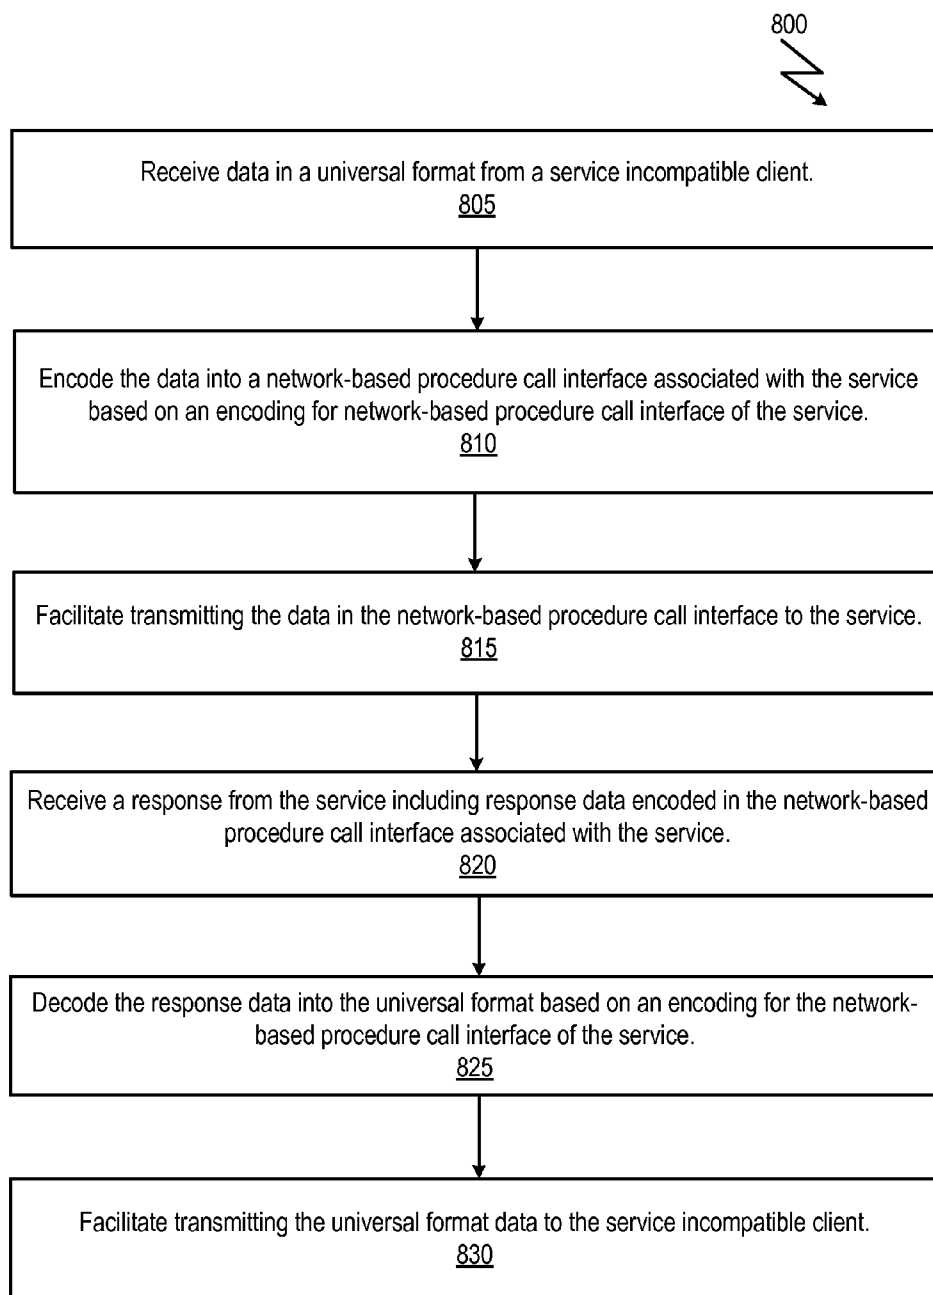 800
Receive data in a universal format from a service incompatible client.
805
Encode the data into a network-based procedure call interface associated with the service
based on an encoding for network-based procedure call interface of the service.
810
Facilitate transmitting the data in the network-based procedure call interface to the service.
815
Receive a response from the service including response data encoded in the network-based
procedure call interface associated with the service.
820
Decode the response data into the universal format based on an encoding for the network-
based procedure call interface of the service.
825
Facilitate transmitting the universal format data to the service incompatible client.
830